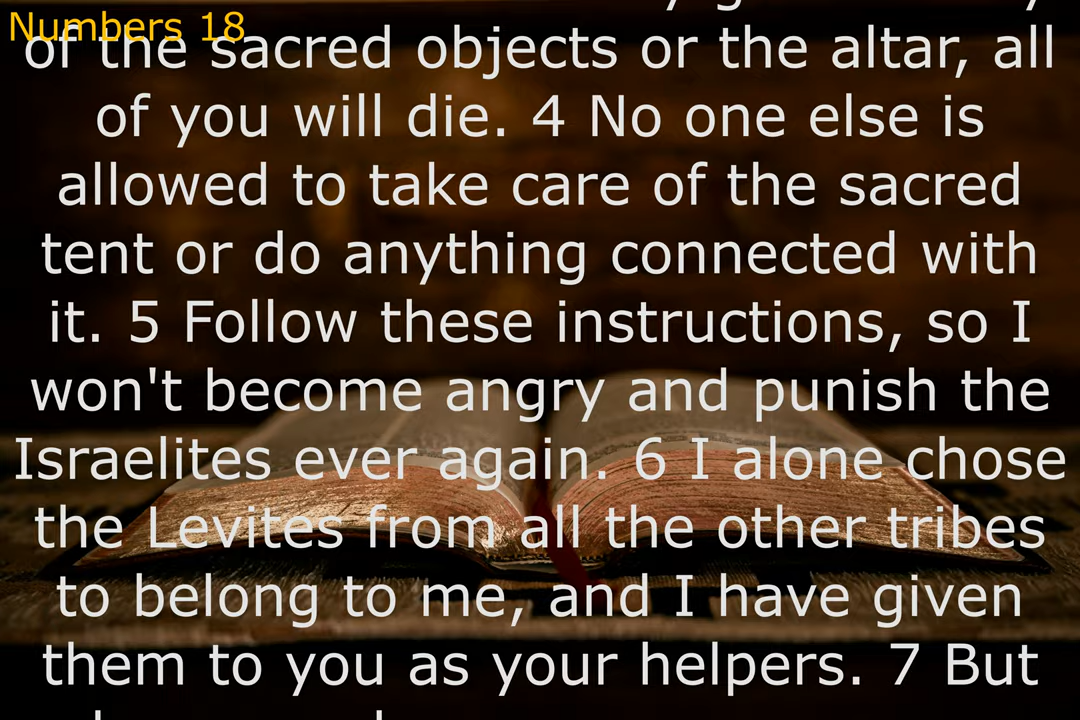 Numbers 18
of the sacred objects or the altar, all
of you will die. 4 No one else is
allowed to take care of the sacred
tent or do anything connected with
it. 5 Follow these instructions, so I
won't become angry and punish the
Israelites ever again. 6 I alone chose
the Levites from all the other tribes
to belong to me, and I have given
them to you as your helpers. 7 But